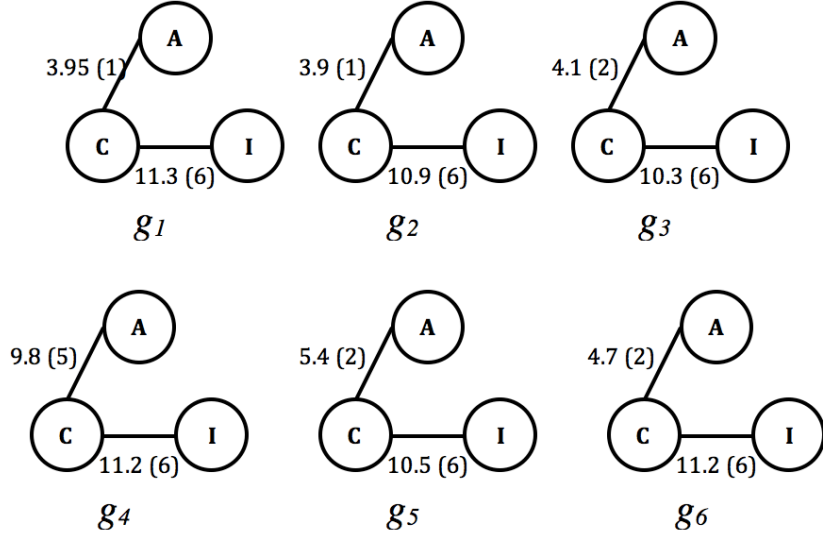 A A A
3.95 (1) 3.9 (1) 4.1 (2)
C I C I C I
11.3 (6) 10.9 (6) 10.3 (6)
g1 g2 g3
A A A
9.8 (5) 5.4 (2) 4.7 (2)
C I C I C I
11.2 (6) 10.5 (6) 11.2 (6)
g4 g5 g6